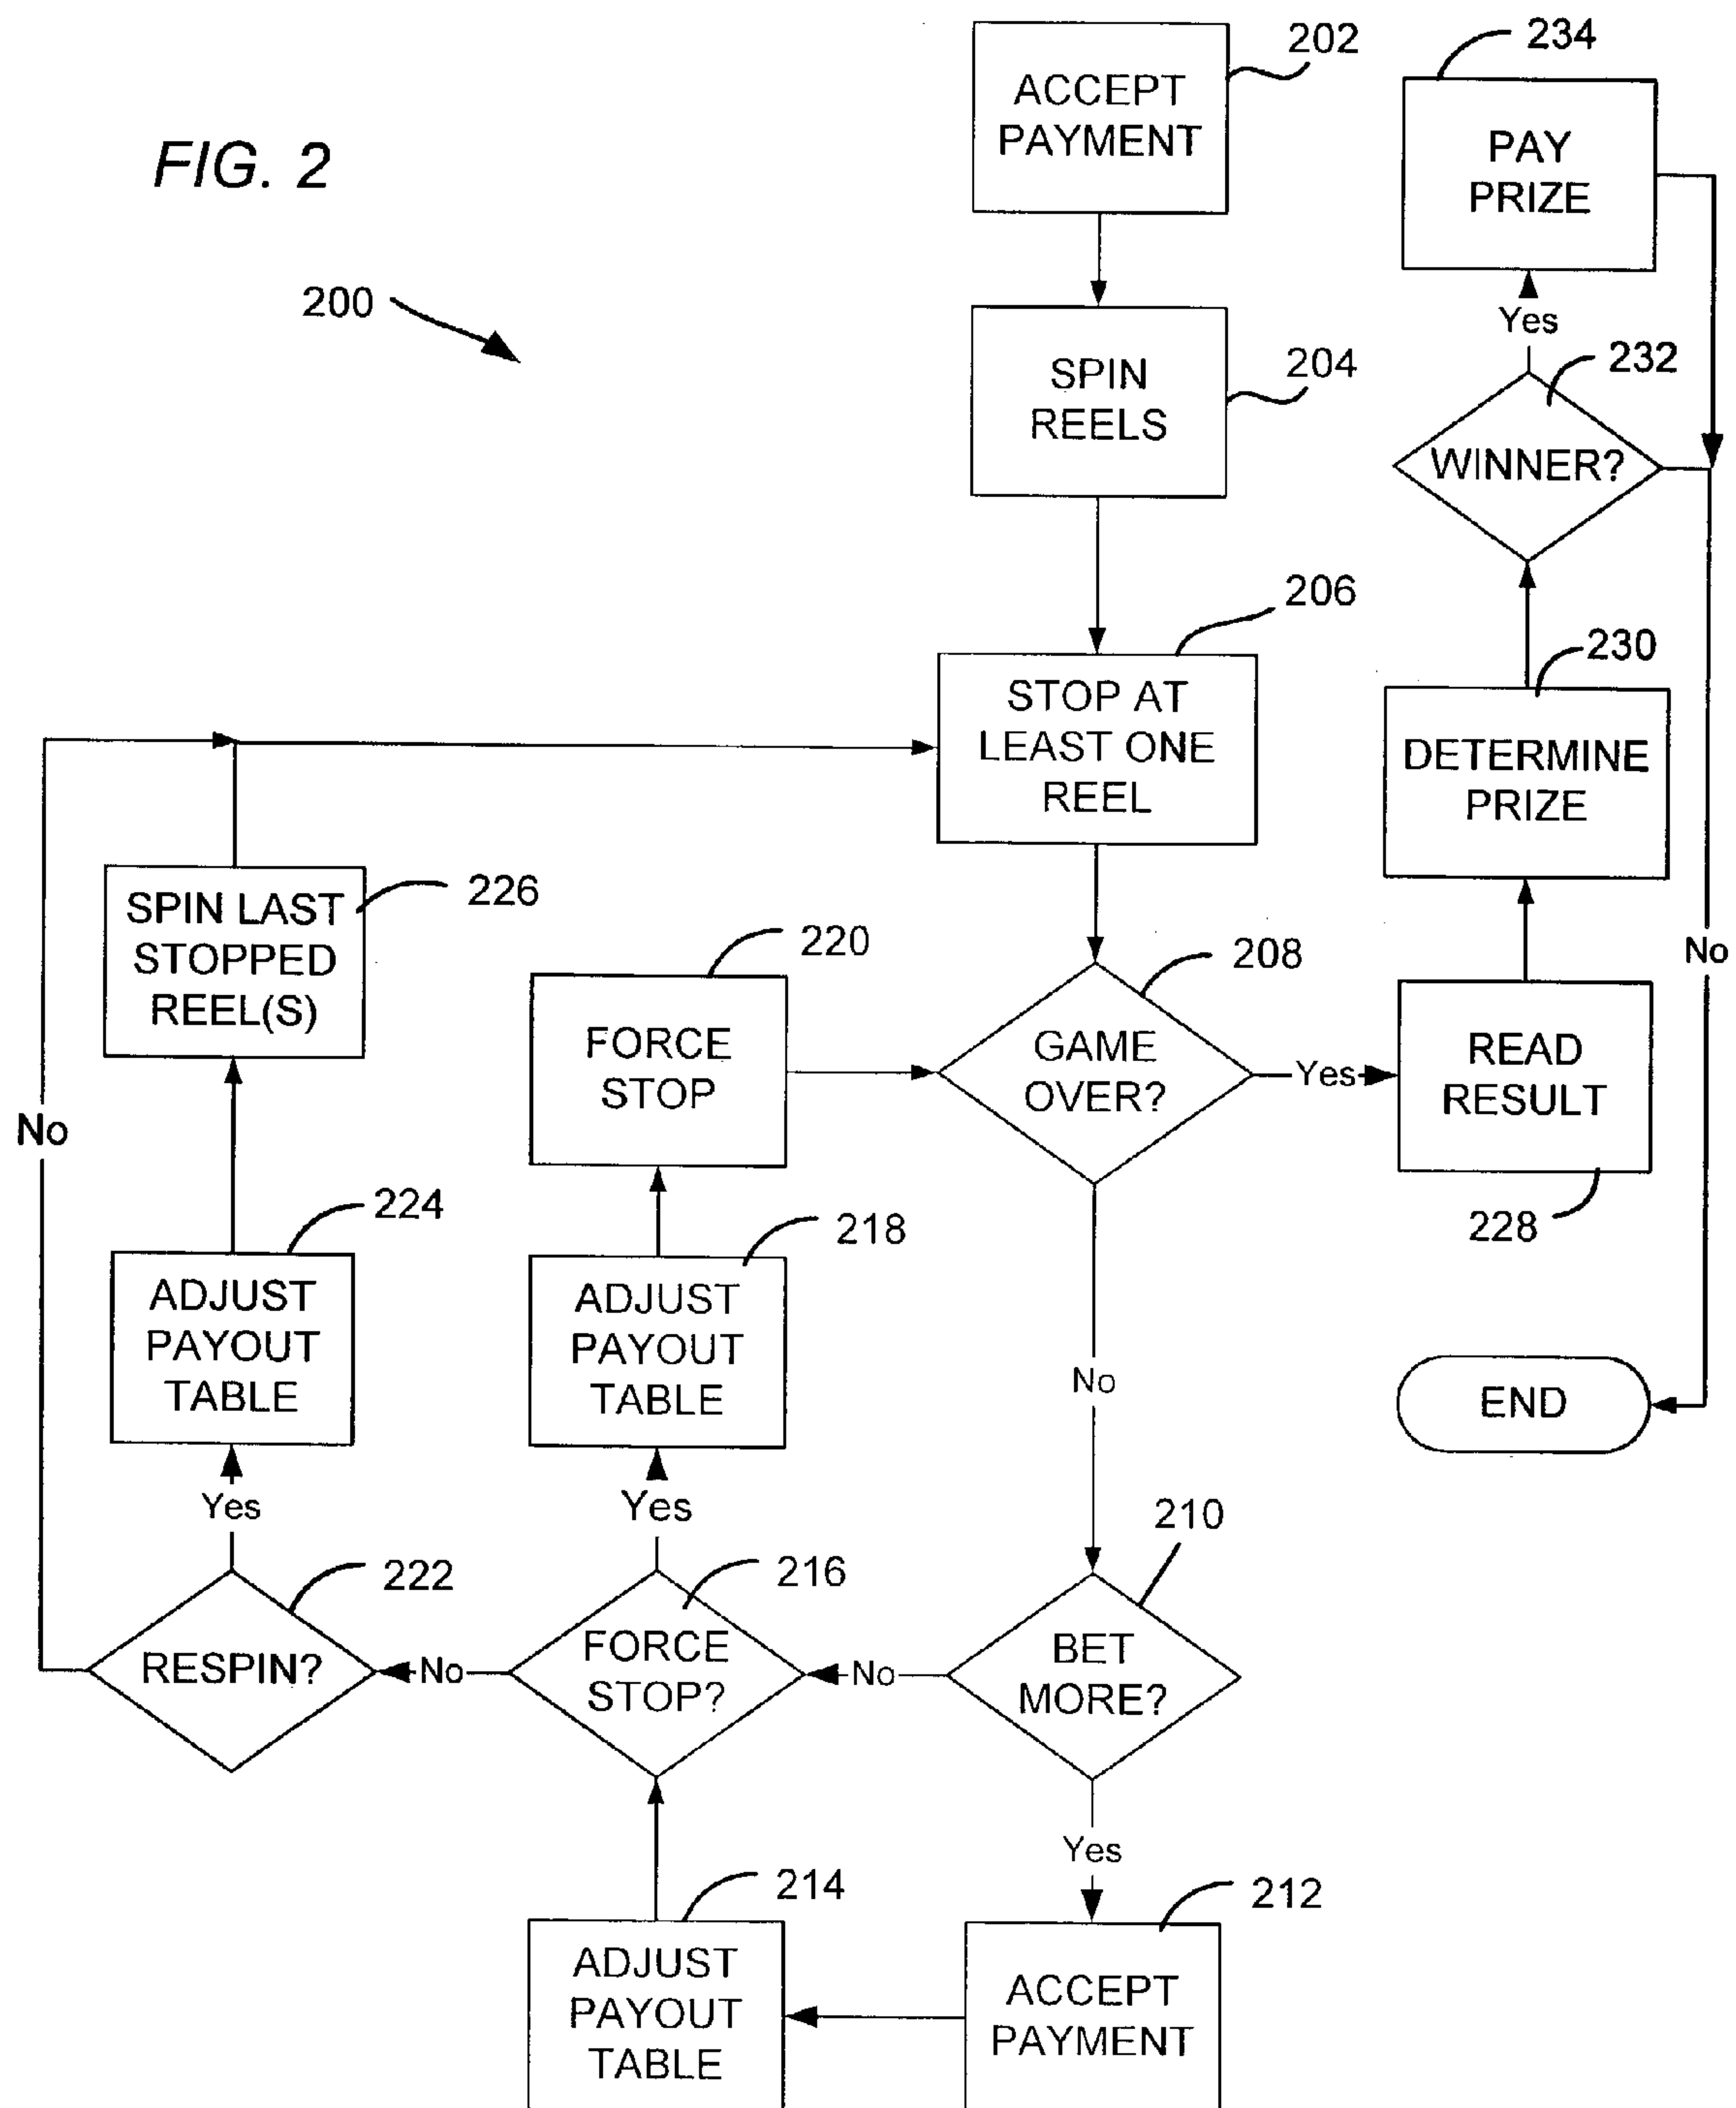 FIG. 2
200
202
ACCEPT
PAYMENT
204
SPIN
REELS
206
STOP AT
LEAST ONE
REEL
208
GAME
OVER?
Yes
No
210
BET
MORE?
No
Yes
212
ACCEPT
PAYMENT
214
ADJUST
PAYOUT
TABLE
216
FORCE
STOP?
Yes
No
218
ADJUST
PAYOUT
TABLE
220
FORCE
STOP
222
RESPIN?
Yes
No
224
ADJUST
PAYOUT
TABLE
226
SPIN LAST
STOPPED
REEL(S)
228
READ
RESULT
230
DETERMINE
PRIZE
232
WINNER?
Yes
No
234
PAY
PRIZE
END